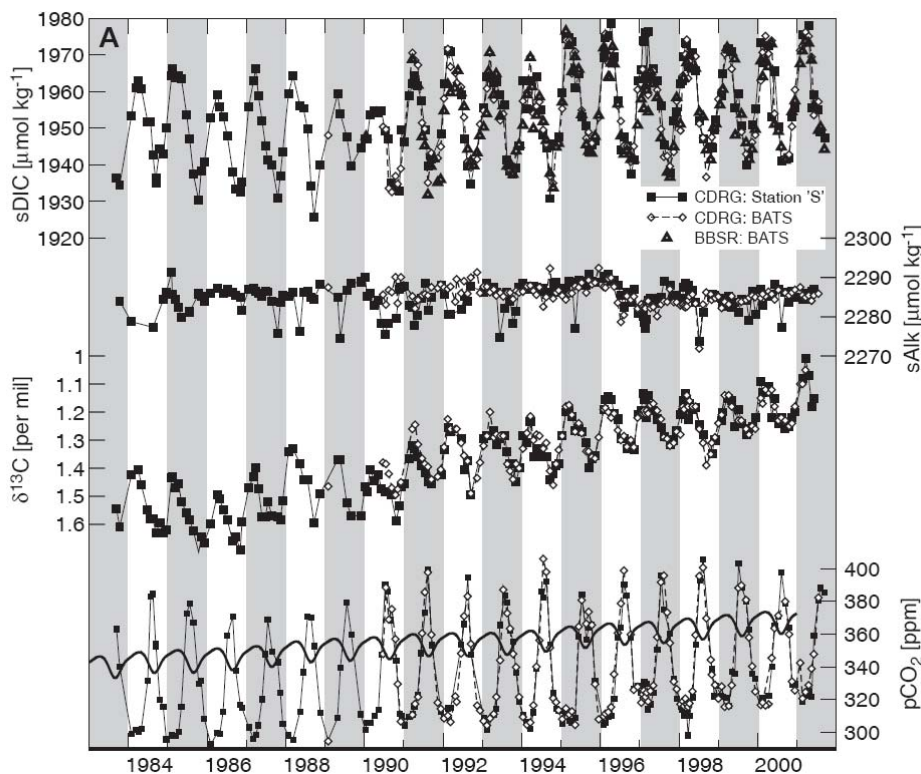 A
1980
1970
1960
1950
1940
1930
1920
sDIC [μmol kg-1]
CDRG: Station 'S'
CDRG: BATS
BBSR: BATS
2300
2290
2280
2270
sAlk [μmol kg-1]
1
1.1
1.2
1.3
1.4
1.5
1.6
δ13C [per mil]
400
380
360
340
320
300
pCO2 [ppm]
1984 1986 1988 1990 1992 1994 1996 1998 2000